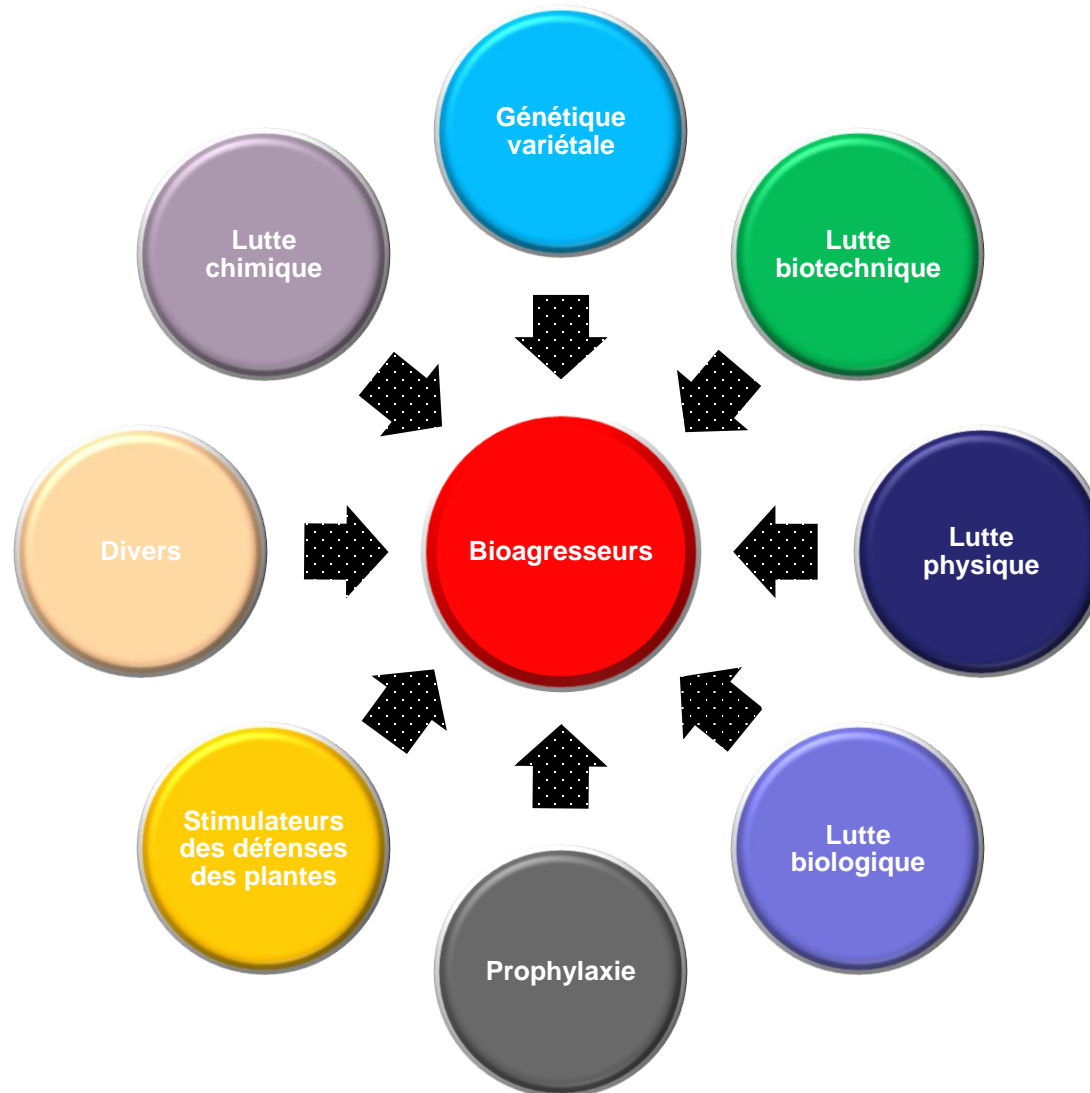 Génétique
variétale
Lutte
chimique
Lutte
biotechnique
Divers
Bioagresseurs
Lutte
physique
Stimulateurs
des défenses
des plantes
Lutte
biologique
Prophylaxie